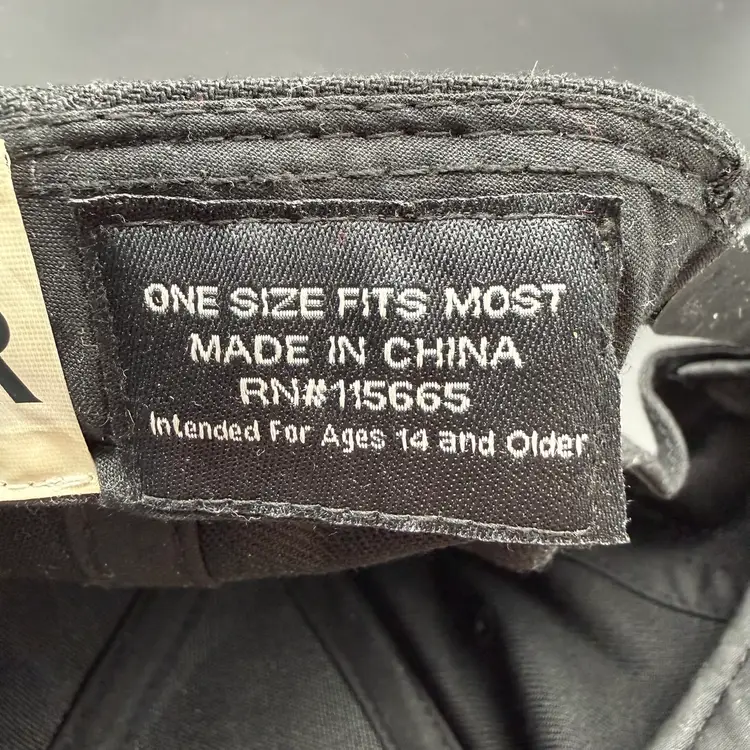 ONE SIZE FITS MOST
MADE IN CHINA
RN#115665
Intended For Ages 14 and Older
R